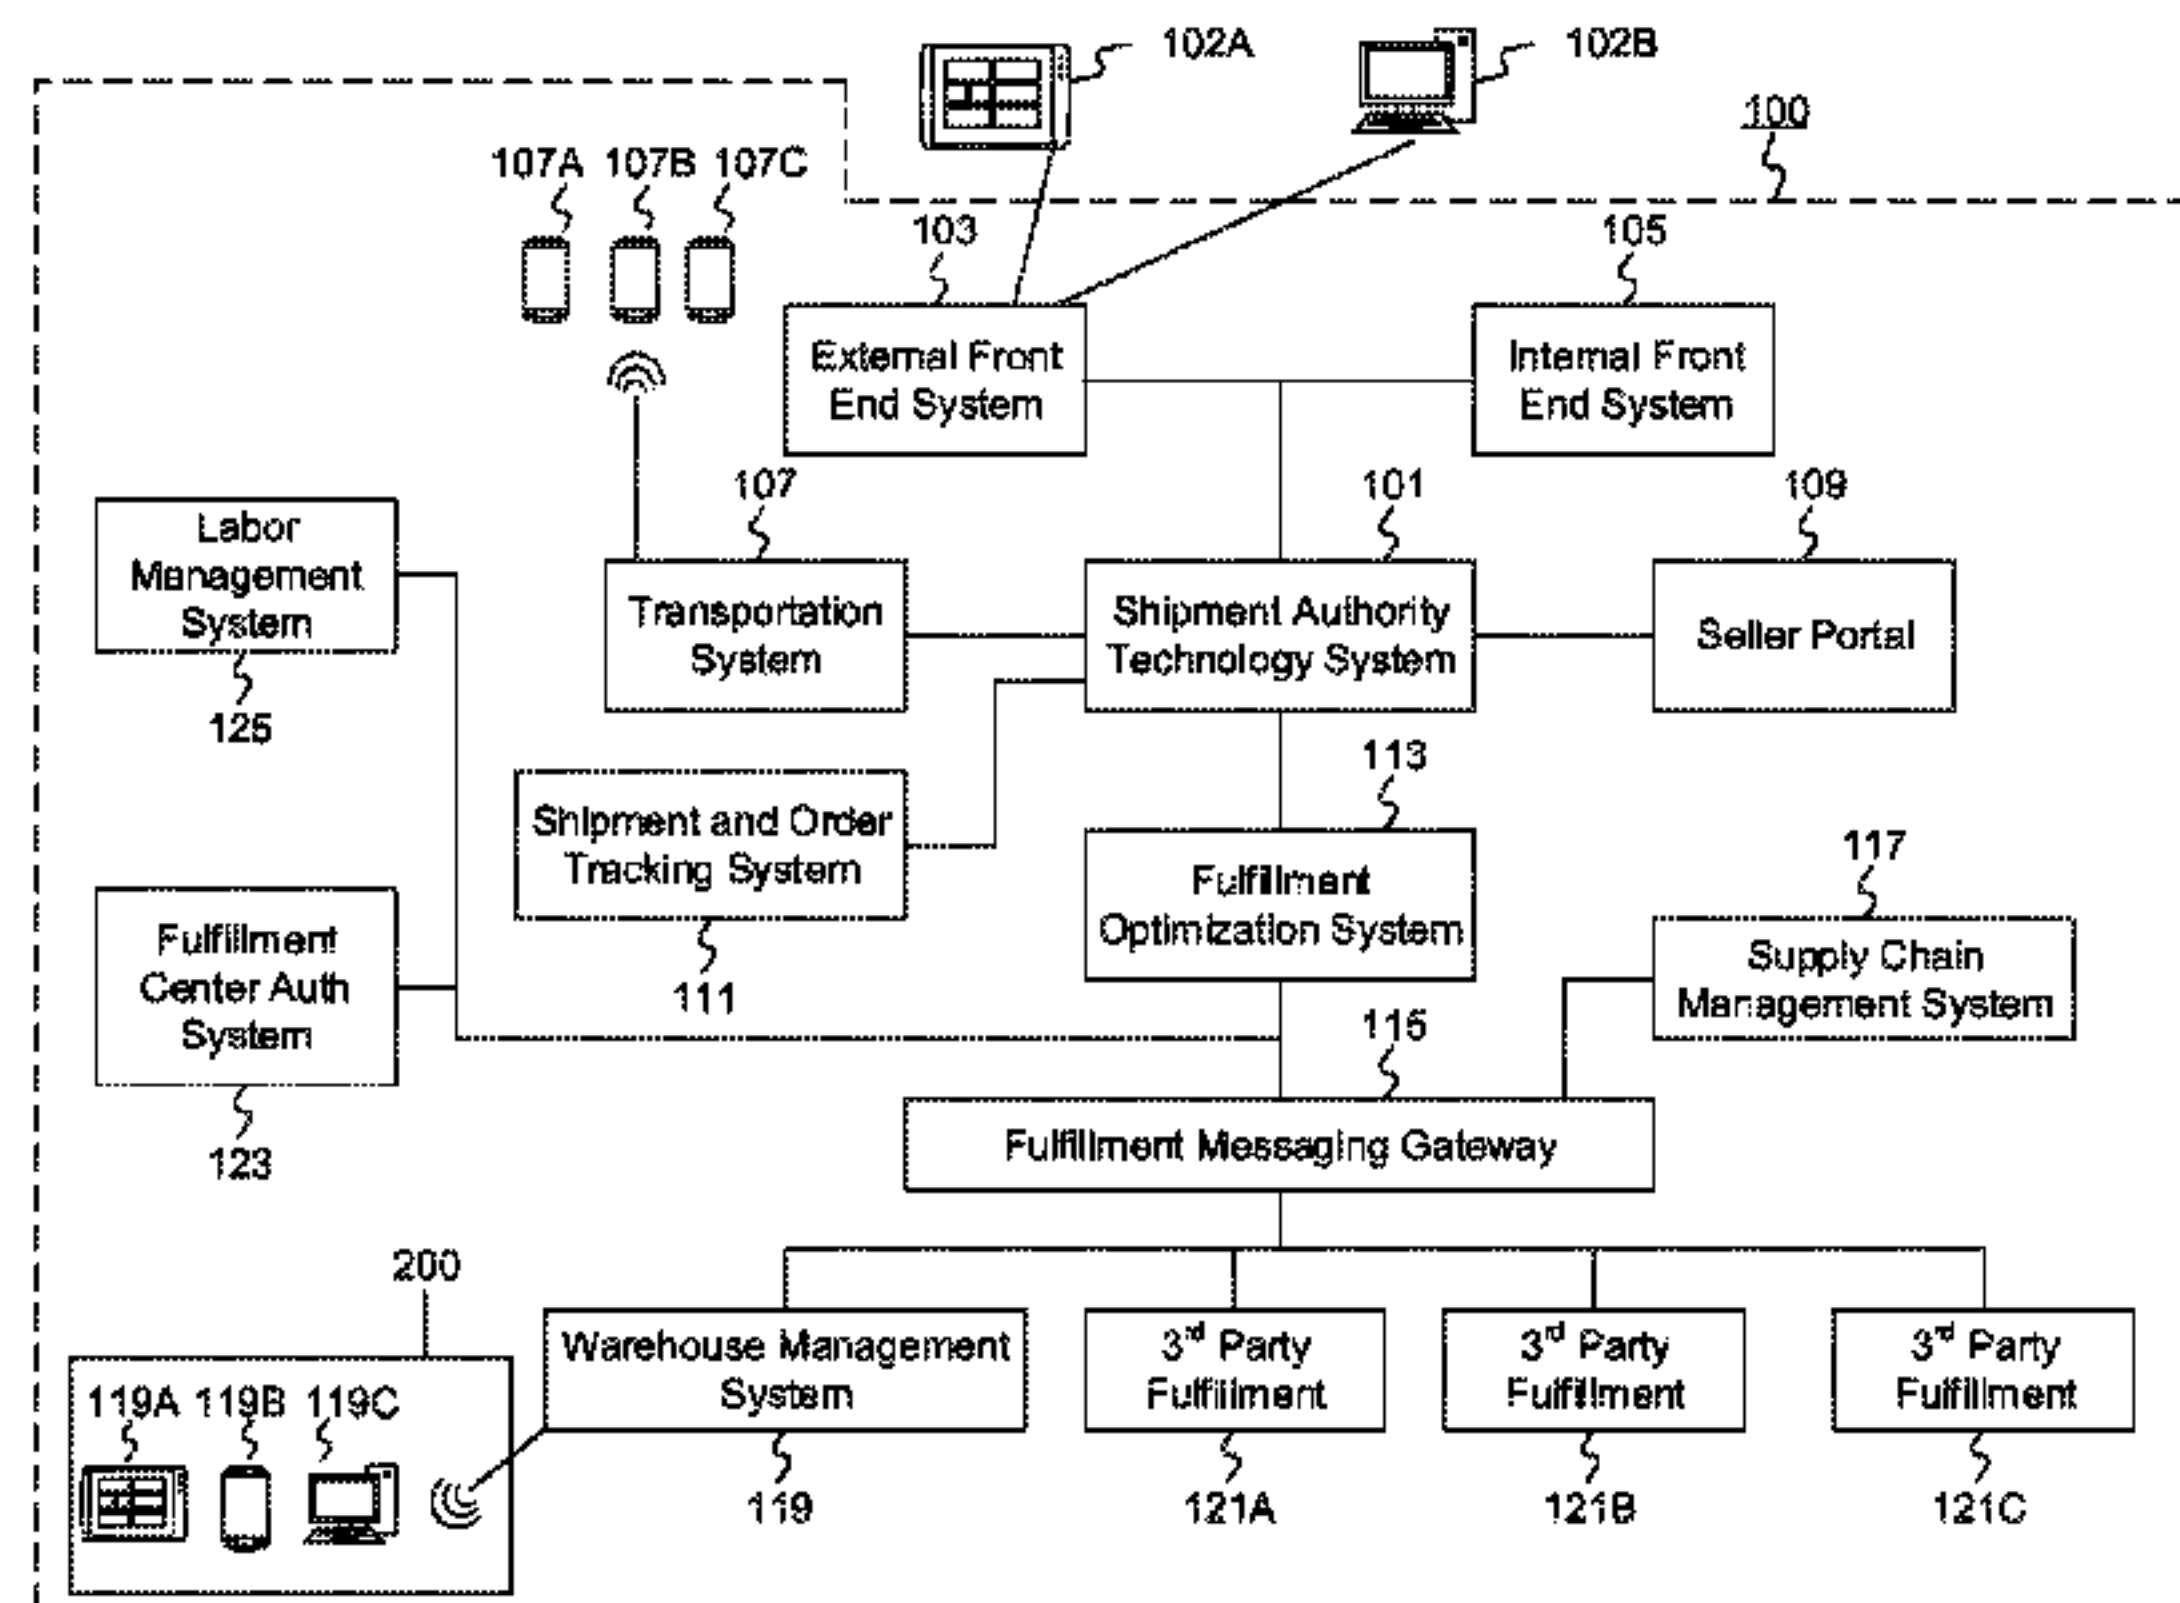 102A
102B
100
107A 107B 107C
103
105
External Front
End System
Internal Front
End System
107
101
109
Labor
Management
System
Transportation
System
Shipment Authority
Technology System
Seller Portal
125
113
Shipment and Order
Tracking System
117
Fulfillment
Optimization System
Fulfillment
Center Auth
System
Supply Chain
Management System
111
115
Fulfillment Messaging Gateway
123
200
Warehouse Management
System
3rd Party
Fulfillment
3rd Party
Fulfillment
3rd Party
Fulfillment
119A 119B 119C
119
121A
121B
121C